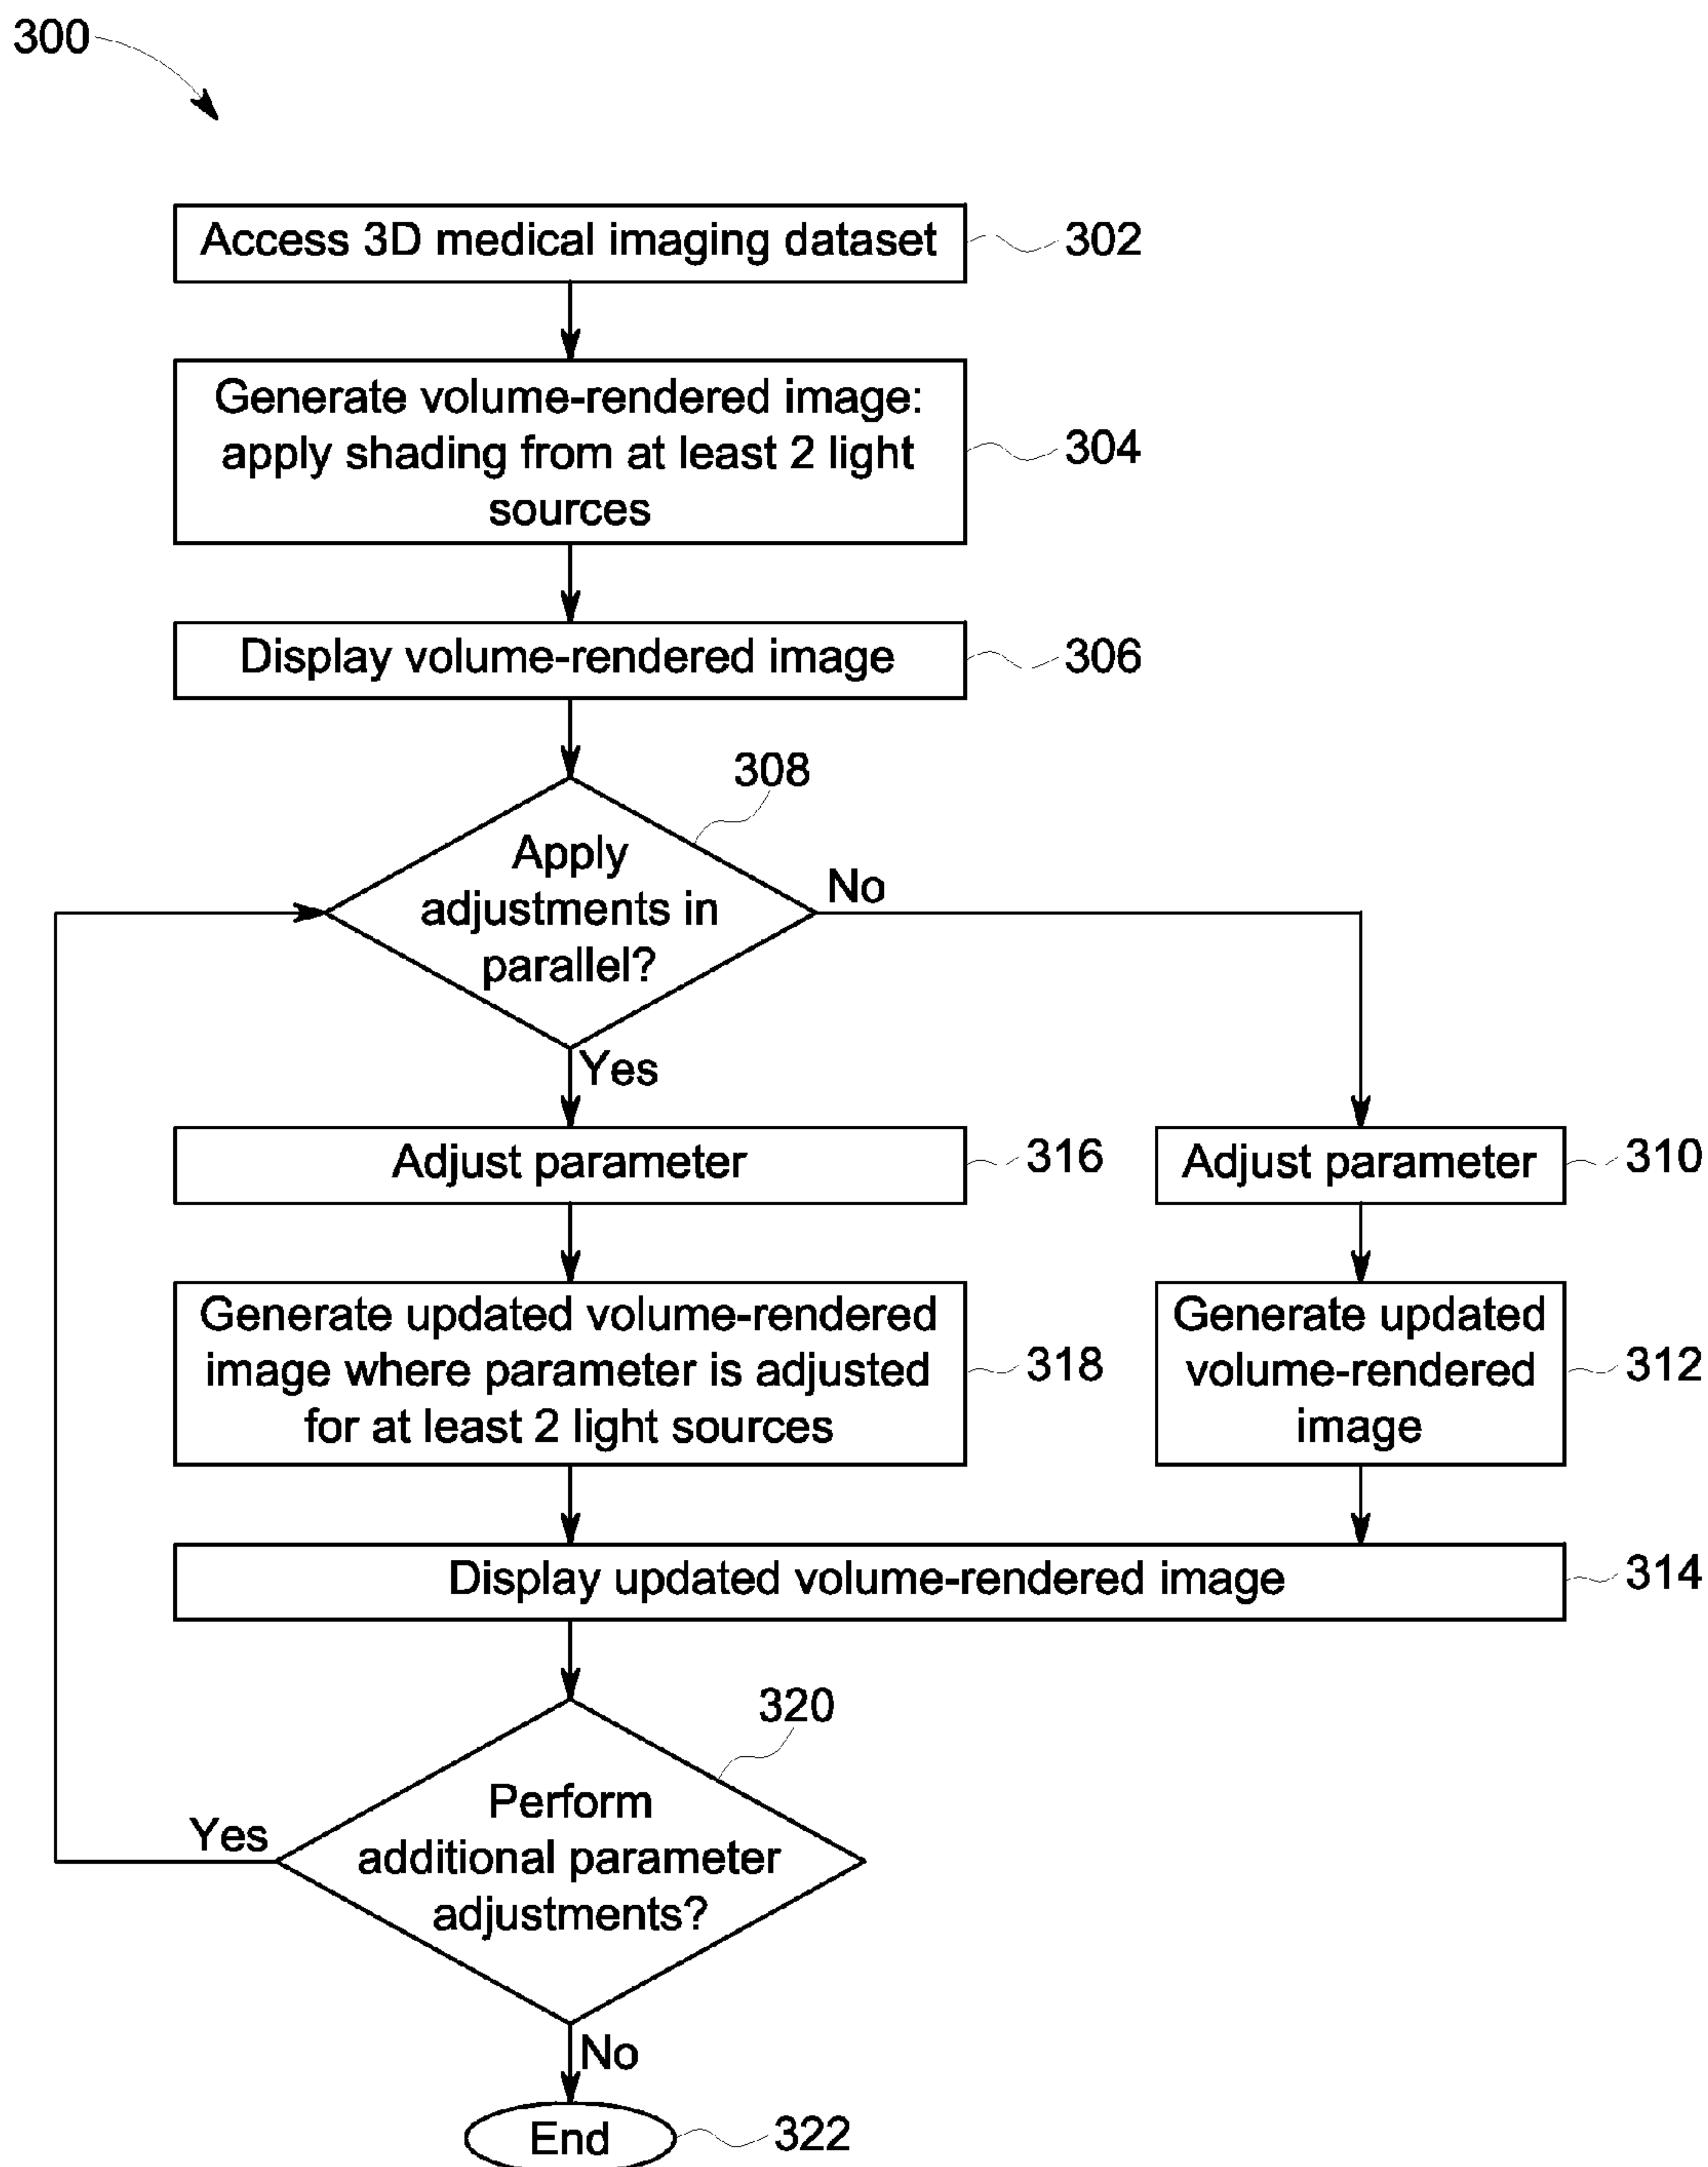 300
Access 3D medical imaging dataset
302
Generate volume-rendered image:
apply shading from at least 2 light
sources
304
Display volume-rendered image
306
308
Apply
adjustments in
parallel?
No
Yes
Adjust parameter
316
Adjust parameter
310
Generate updated volume-rendered
image where parameter is adjusted
for at least 2 light sources
318
Generate updated
volume-rendered
image
312
Display updated volume-rendered image
314
320
Perform
additional parameter
adjustments?
Yes
No
End
322